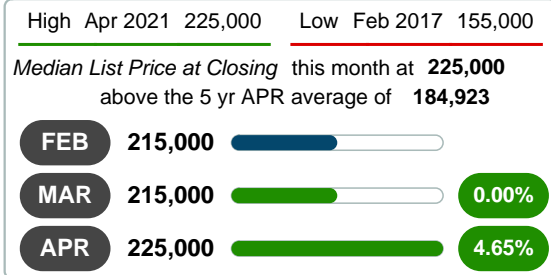 High Apr 2021 225,000 Low Feb 2017 155,000
Median List Price at Closing this month at 225,000
above the 5 yr APR average of 184,923
FEB 215,000
MAR 215,000 0.00%
APR 225,000 4.65%